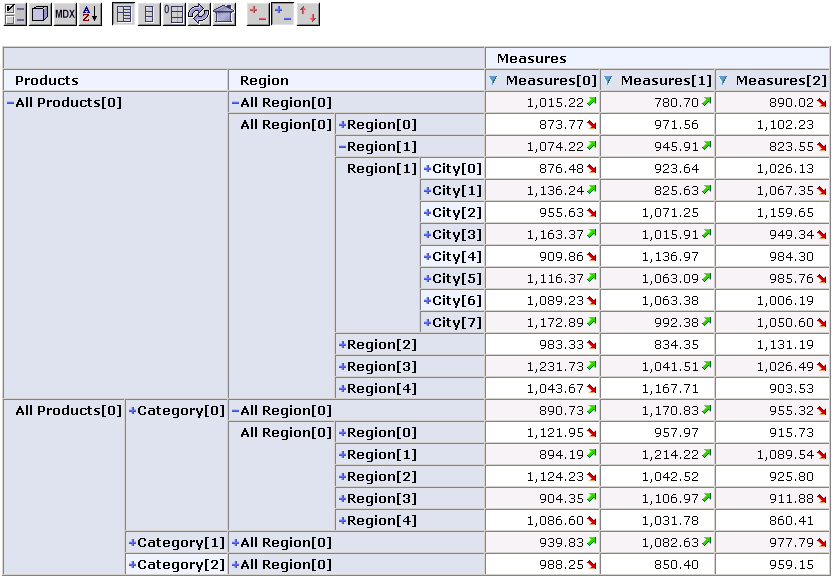 MDX A Z
Measures
Products Region Measures[0] Measures[1] Measures[2]
All Products[0] All Region[0] 1,015.22 780.70 890.02
All Region[0] Region[0] 873.77 971.56 1,102.23
Region[1] 1,074.22 945.91 823.55
Region[1] City[0] 876.48 923.64 1,026.13
City[1] 1,136.24 825.63 1,067.35
City[2] 955.63 1,071.25 1,159.65
City[3] 1,163.37 1,015.91 949.34
City[4] 909.86 1,136.97 984.30
City[5] 1,116.37 1,063.09 985.76
City[6] 1,089.23 1,063.38 1,006.19
City[7] 1,172.89 992.38 1,050.60
Region[2] 983.33 834.35 1,131.19
Region[3] 1,231.73 1,041.51 1,026.49
Region[4] 1,043.67 1,167.71 903.53
All Products[0] Category[0] All Region[0] 890.73 1,170.83 955.32
All Region[0] Region[0] 1,121.95 957.97 915.73
Region[1] 894.19 1,214.22 1,089.54
Region[2] 1,124.23 1,042.52 925.80
Region[3] 904.35 1,106.97 911.88
Region[4] 1,086.60 1,031.78 860.41
Category[1] All Region[0] 939.83 1,082.63 977.79
Category[2] All Region[0] 988.25 850.40 959.15